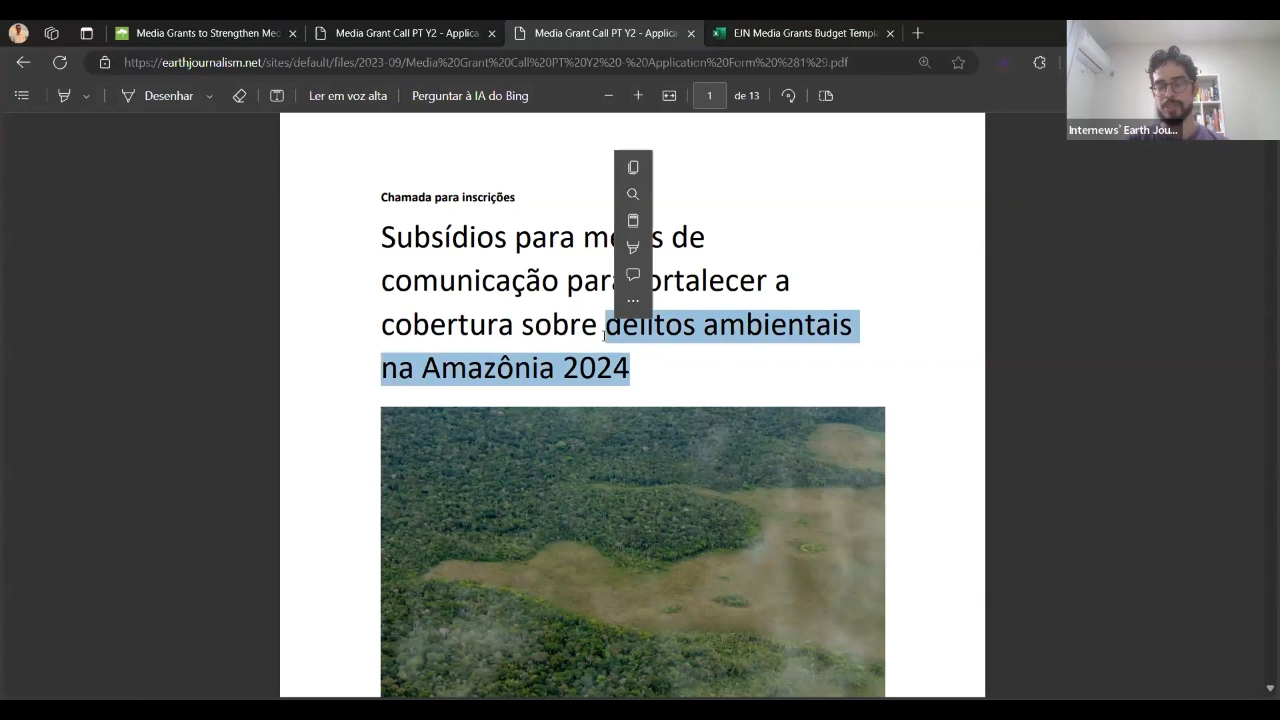 Media Grants to Strengthen Med
Media Grant Call PT Y2 - Applica
Media Grant Call PT Y2 - Applica
EJN Media Grants Budget Templ
https://earthjournalism.net/sites/default/files/2023-09/Media%20Grant%20Call%20PT%20Y2%20-%20Application%20Form%20%281%29.pdf
Desenhar
Ler em voz alta
Perguntar à IA do Bing
1
de 13
Internews' Earth Jou...
Chamada para inscrições
Subsídios para me s de
comunicação para ortalecer a
cobertura sobre delitos ambientais
na Amazônia 2024